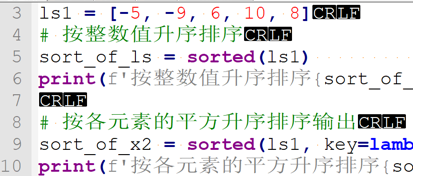 3 ls1 = [-5, -9, 6, 10, 8]CRLF
4 # 按整数值升序排序CRLF
5 sort_of_ls = sorted(ls1)
6 print(f'按整数值升序排序{sort_of_
7 CRLF
8 # 按各元素的平方升序排序输出CRLF
9 sort_of_x2 = sorted(ls1, key=lamb
10 print(f'按各元素的平方升序排序{so